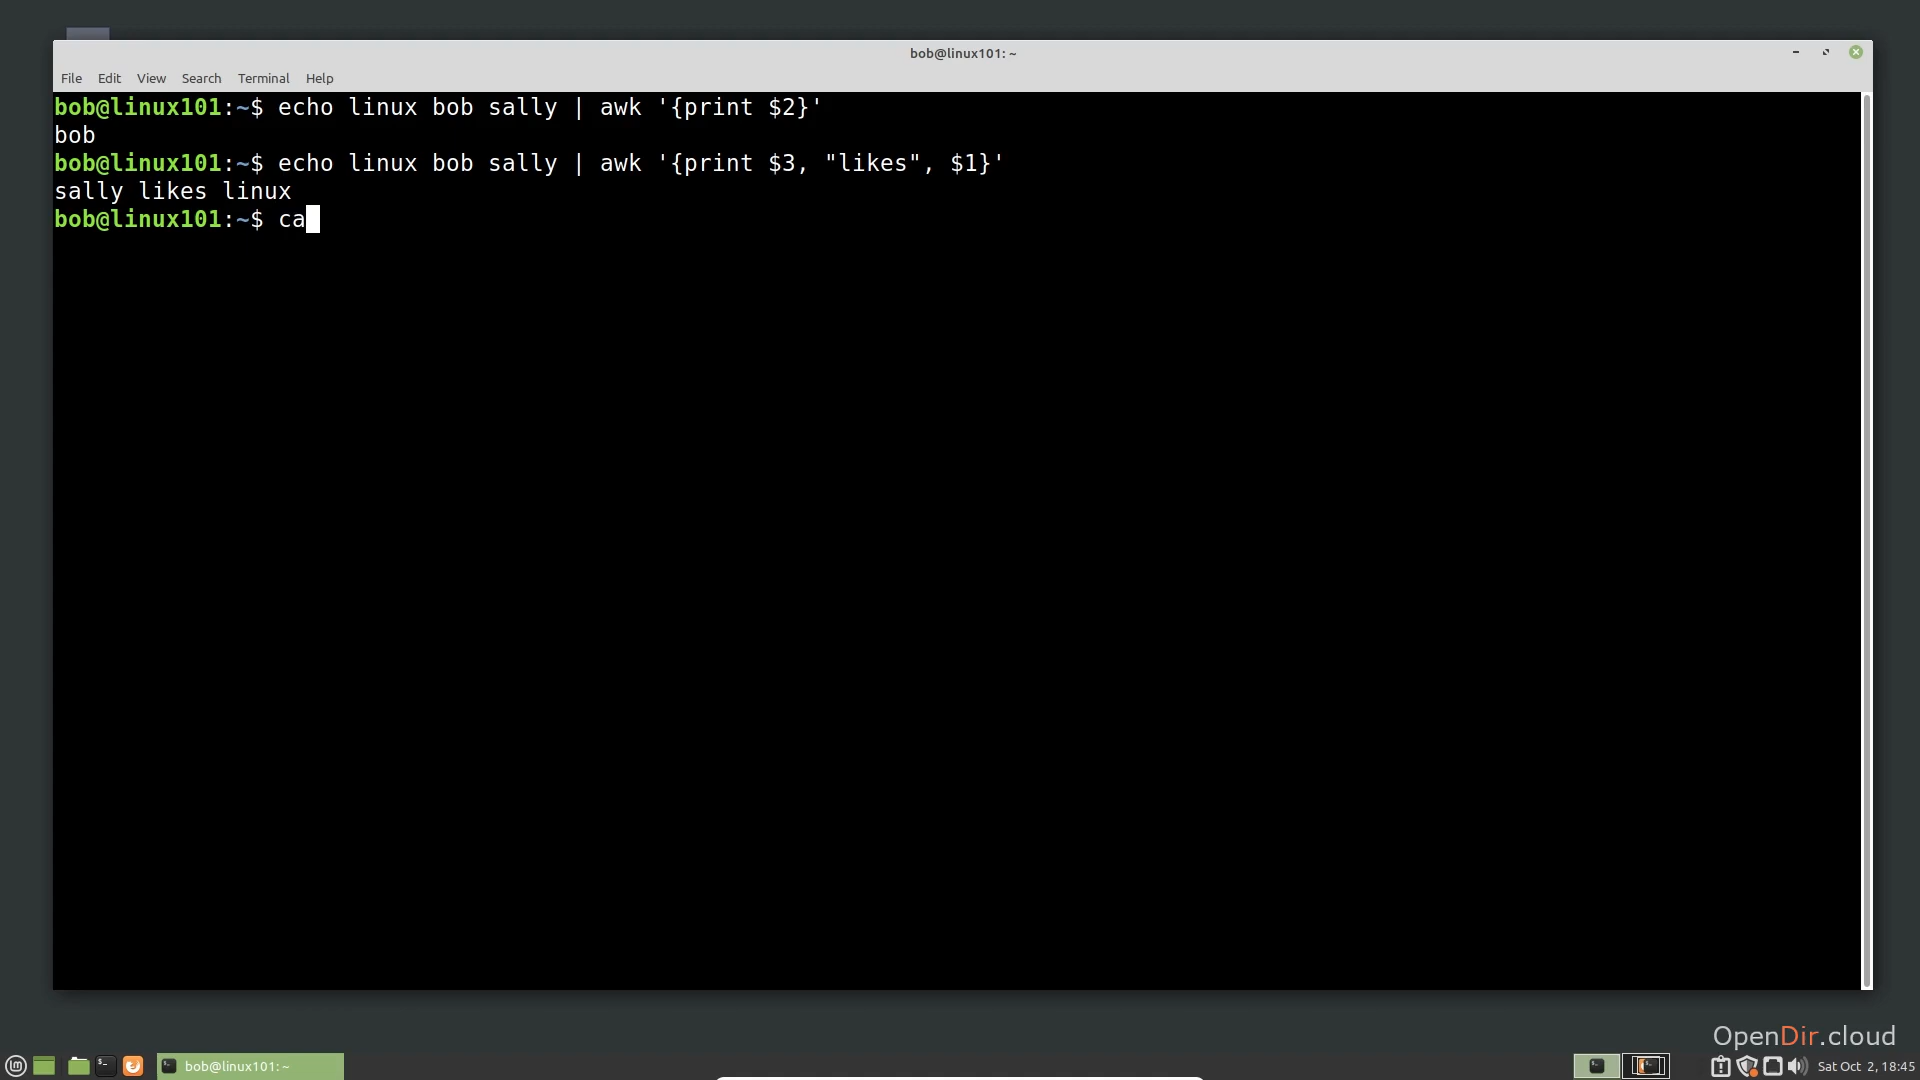 bob@linux101: ~
File Edit View Search Terminal Help
bob@linux101:~$ echo linux bob sally | awk '{print $2}'
bob
bob@linux101:~$ echo linux bob sally | awk '{print $3, "likes", $1}'
sally likes linux
bob@linux101:~$ ca
OpenDir.cloud
bob@linux101: ~
Sat Oct 2, 18:45